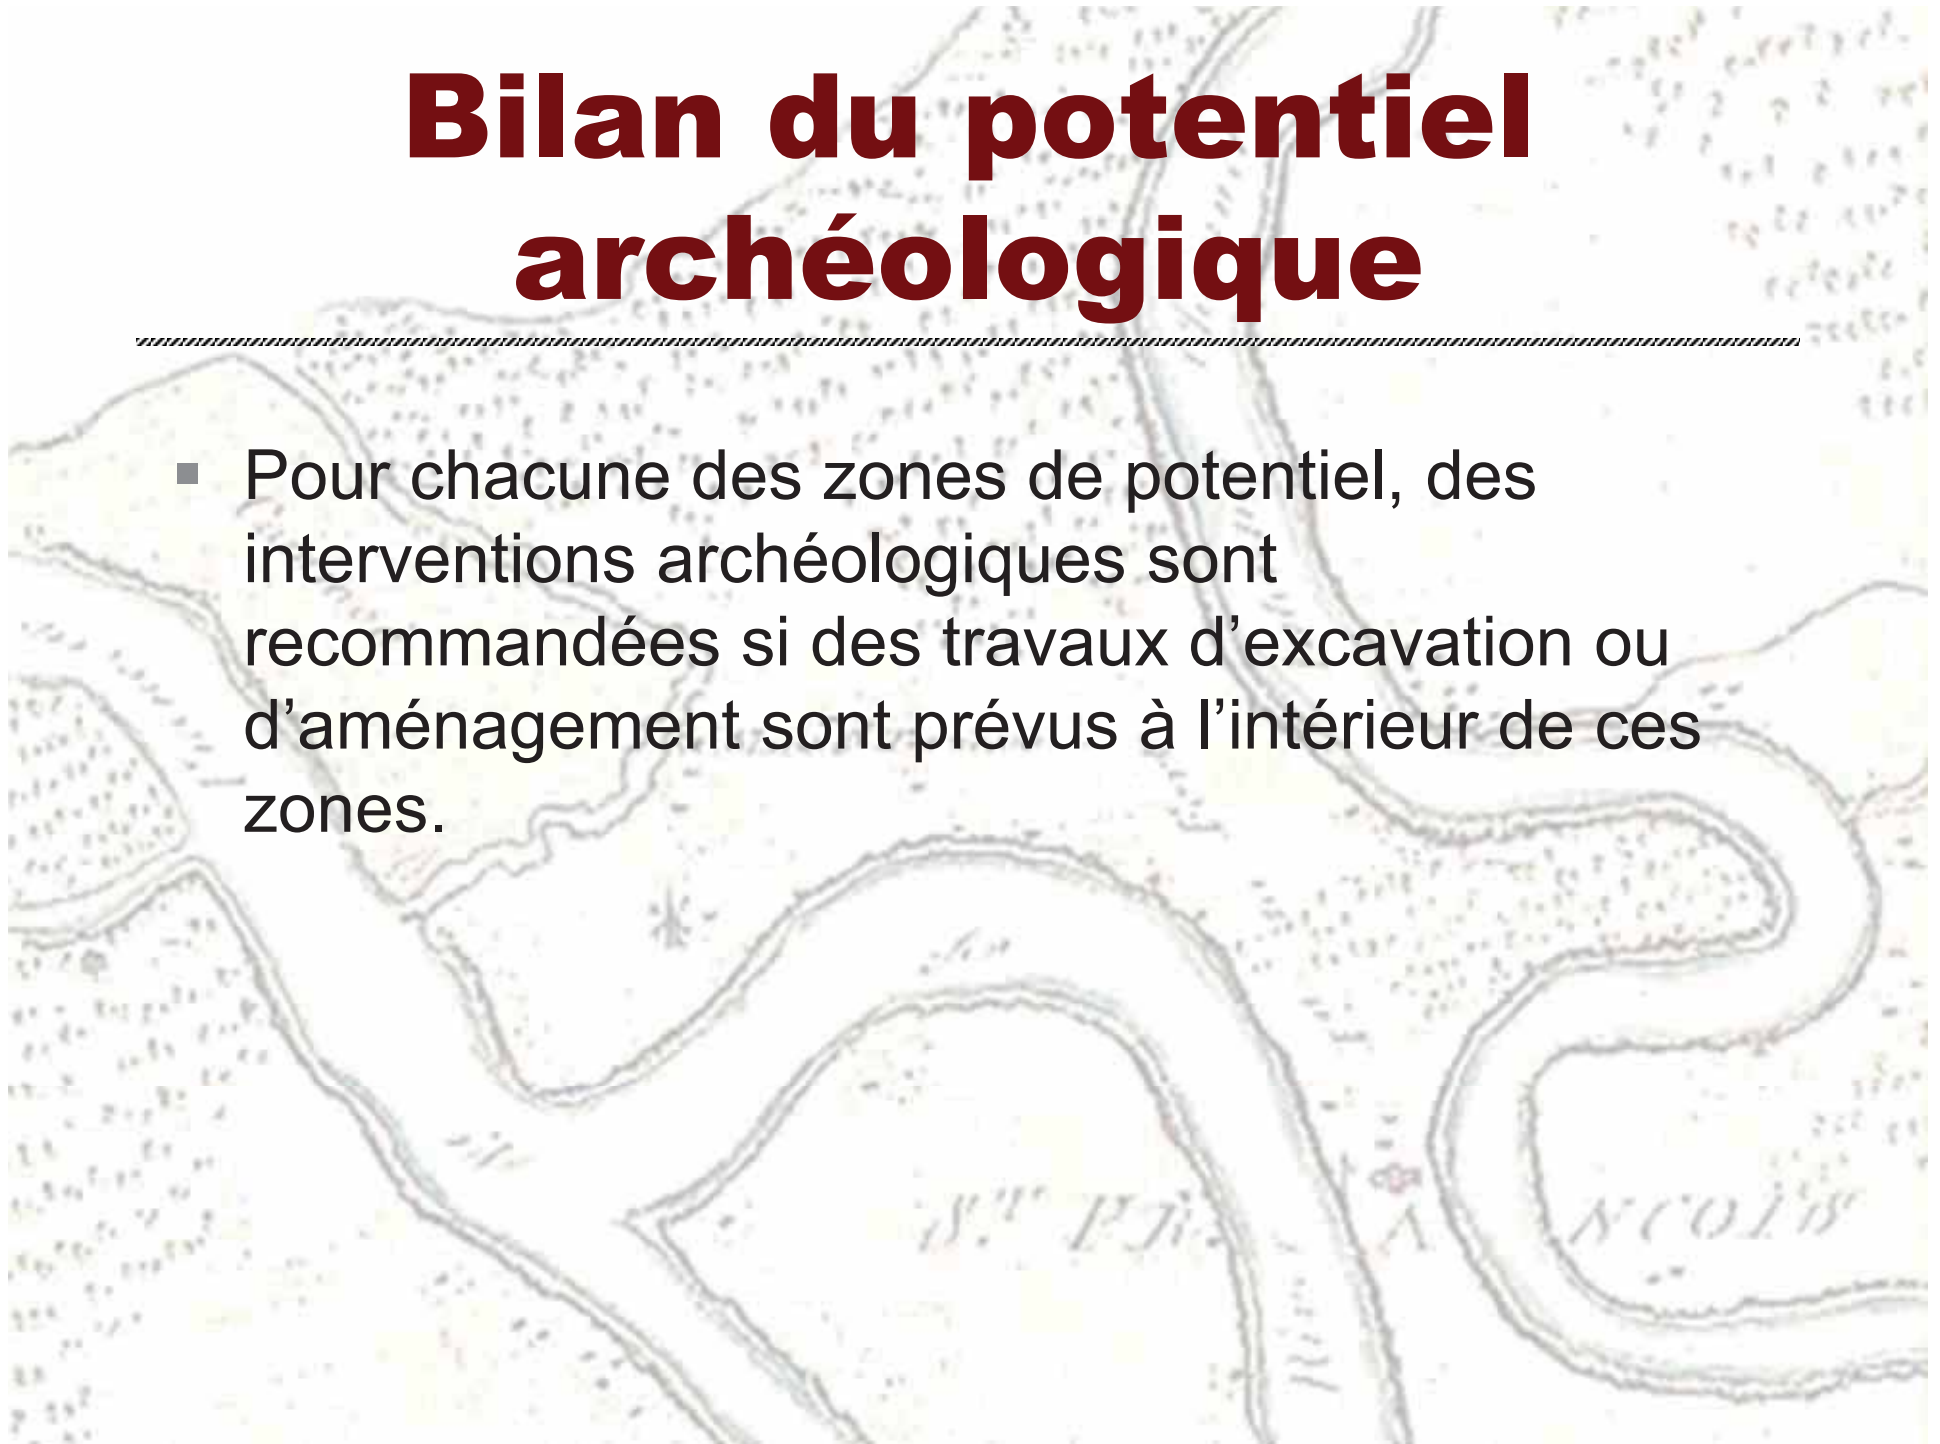 Bilan du potentiel
archéologique
Pour chacune des zones de potentiel, des
interventions archéologiques sont
recommandées si des travaux d’excavation ou
d’aménagement sont prévus à l’intérieur de ces
zones.